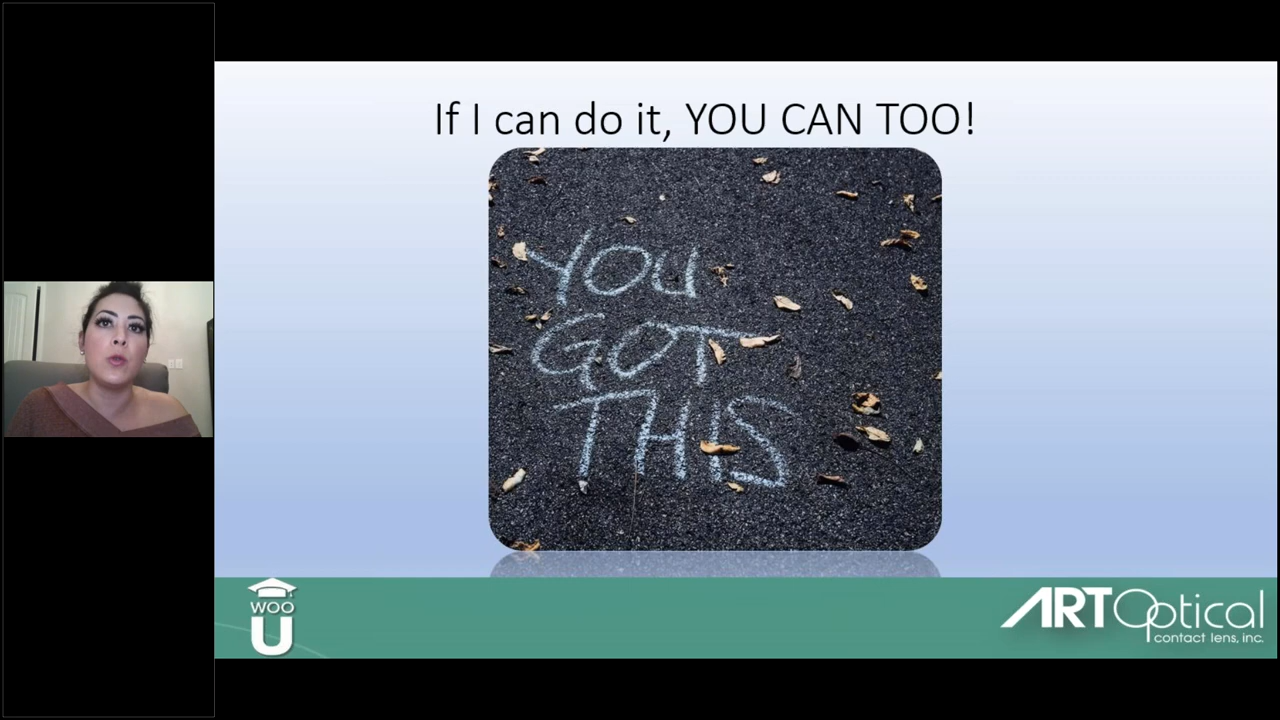 If I can do it, YOU CAN TOO!
YOU
GOT
THIS
WOO
U
ART Optical
contact lens, inc.